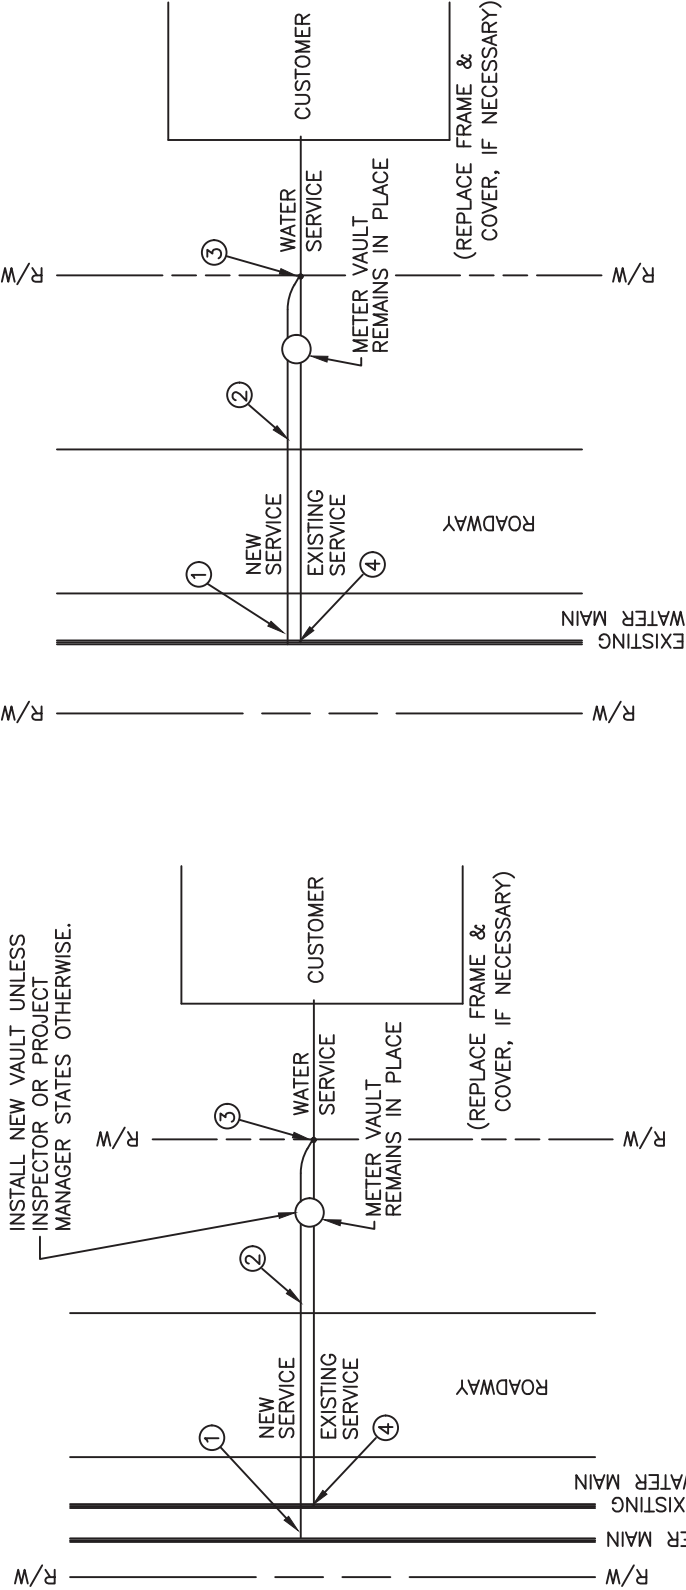 CUSTOMER
(REPLACE FRAME &
COVER, IF NECESSARY)
WATER
SERVICE
METER VAULT
REMAINS IN PLACE
R/W
R/W
3
2
NEW
SERVICE
EXISTING
SERVICE
ROADWAY
1
4
EXISTING
WATER MAIN
R/W
R/W
INSTALL NEW VAULT UNLESS
INSPECTOR OR PROJECT
MANAGER STATES OTHERWISE.
CUSTOMER
(REPLACE FRAME &
COVER, IF NECESSARY)
WATER
SERVICE
METER VAULT
REMAINS IN PLACE
R/W
R/W
3
2
NEW
SERVICE
EXISTING
SERVICE
ROADWAY
1
4
MAIN
MAIN
R/W
R/W